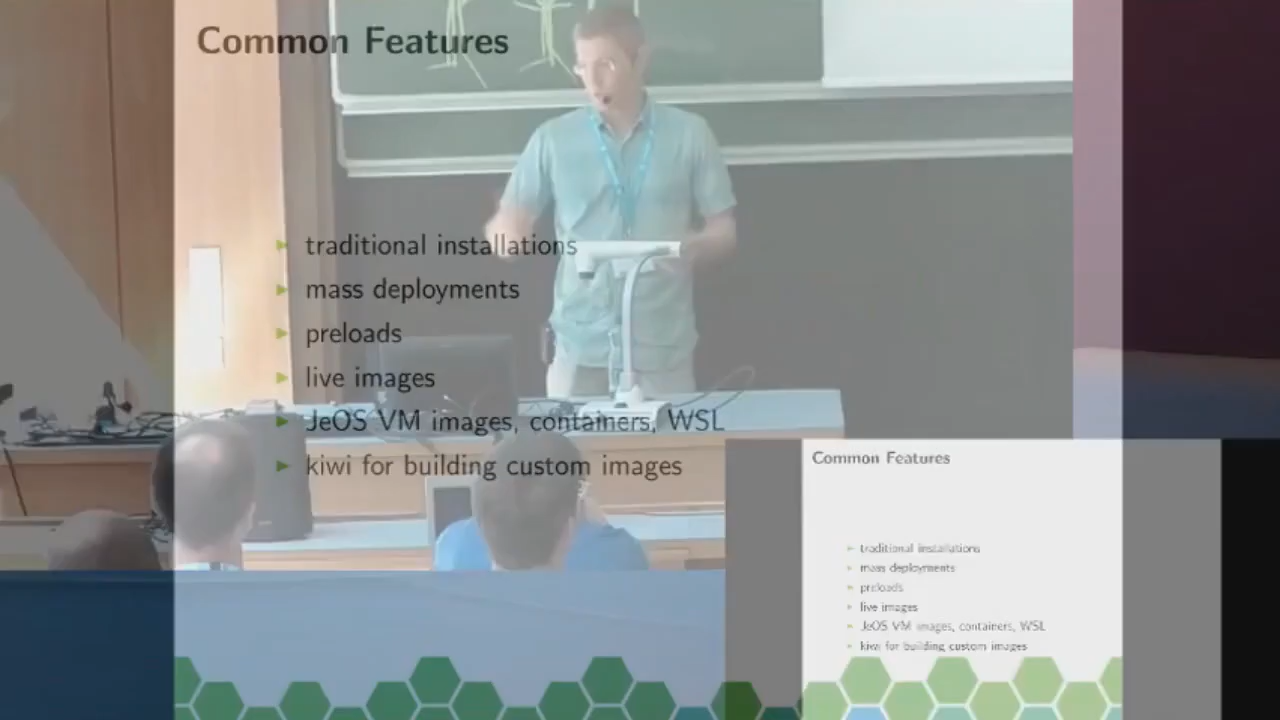 Common Features
traditional installations
mass deployments
preloads
live images
JeOS VM images, containers, WSL
kiwi for building custom images
Common Features
traditional installations
mass deployments
preloads
live images
JeOS VM images, containers, WSL
kiwi for building custom images